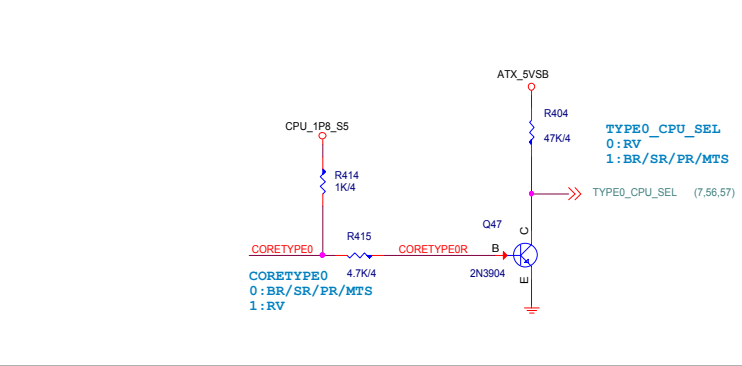 ATX_5VSB
R404
47K/4
TYPE0_CPU_SEL
0:RV
1:BR/SR/PR/MTS
CPU_1P8_S5
R414
1K/4
TYPE0_CPU_SEL (7,56,57)
Q47
C
R415
CORETYPE0
CORETYPE0R
B
4.7K/4
2N3904
E
CORETYPE0
0:BR/SR/PR/MTS
1:RV